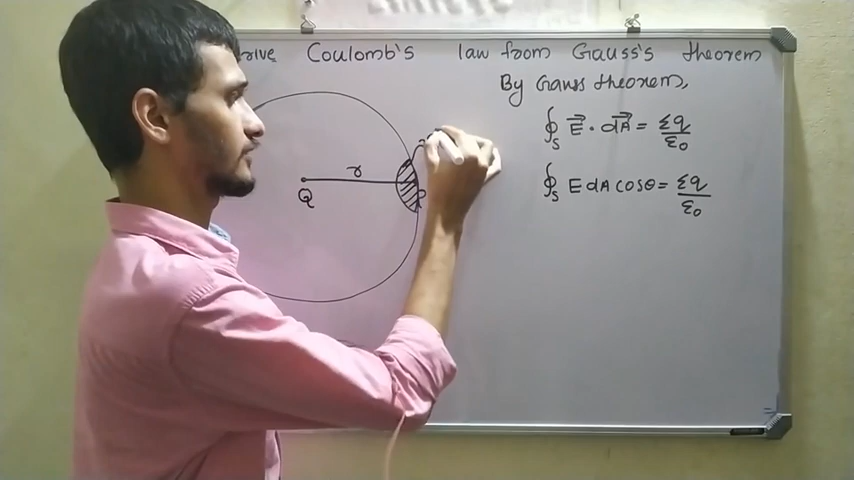 rive Coulomb's law from Gauss's theorem
By Gauss theorem,
∮S E⃗ · dA⃗ = Σq/ε0
∮S E dA cosθ = Σq/ε0
r
Q